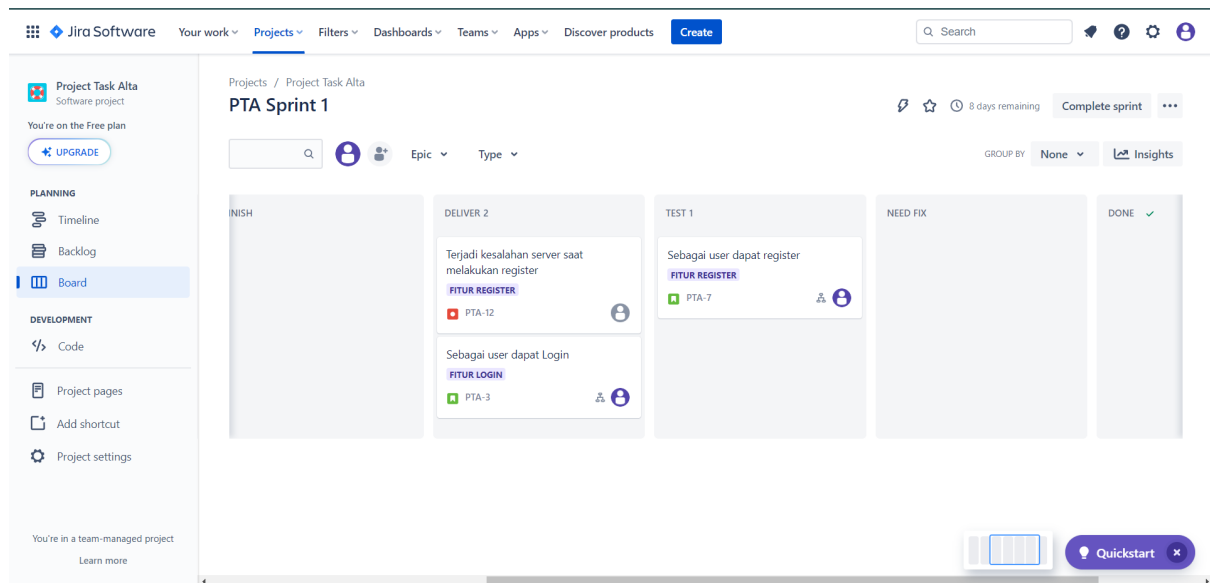 Jira Software Your work Projects Filters Dashboards Teams Apps Discover products Create Search
Project Task Alta
Software project
You're on the Free plan
UPGRADE
PLANNING
Timeline
Backlog
Board
DEVELOPMENT
Code
Project pages
Add shortcut
Project settings
You're in a team-managed project
Learn more
Projects / Project Task Alta
PTA Sprint 1
8 days remaining Complete sprint
Epic Type
GROUP BY None Insights
INISH
DELIVER 2
Terjadi kesalahan server saat
melakukan register
FITUR REGISTER
PTA-12
Sebagai user dapat Login
FITUR LOGIN
PTA-3
TEST 1
Sebagai user dapat register
FITUR REGISTER
PTA-7
NEED FIX
DONE
Quickstart